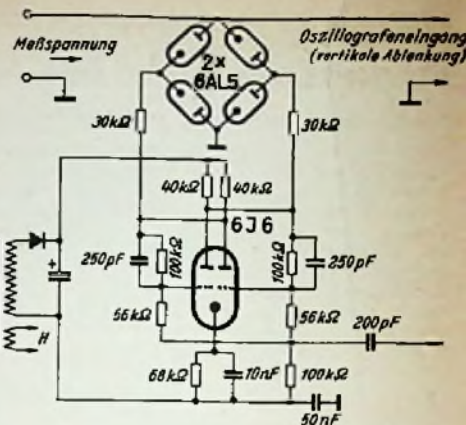 Meßspannung
Oszillografeneingang
(vertikale Ablenkung)
2×
6AL5
30kΩ
30kΩ
40kΩ
40kΩ
6J6
250pF
100kΩ
100kΩ
250pF
56kΩ
56kΩ
200pF
+
H
68kΩ
10nF
100kΩ
50nF